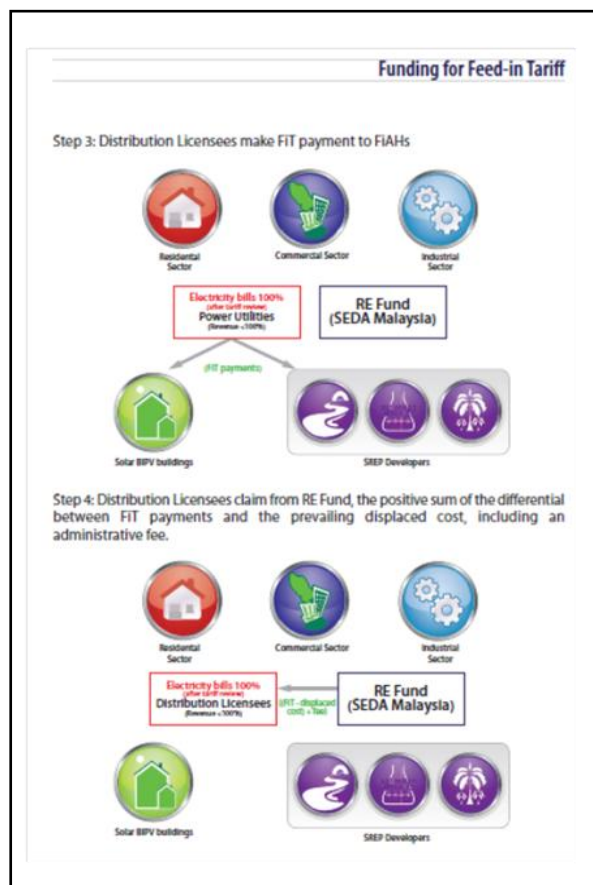 Funding for Feed-in Tariff
Step 3: Distribution Licensees make FiT payment to FiAHs
Residental
Sector
Commercial Sector
Industrial
Sector
Electricity bills 100%
(after tariff review)
Power Utilities
(Revenue <100%)
RE Fund
(SEDA Malaysia)
(FiT payments)
Solar BIPV buildings
SREP Developers
Step 4: Distribution Licensees claim from RE Fund, the positive sum of the differential
between FiT payments and the prevailing displaced cost, including an
administrative fee.
Residental
Sector
Commercial Sector
Industrial
Sector
Electricity bills 100%
(after tariff review)
Distribution Licensees
(Revenue <100%)
((FiT - displaced
cost) + fee)
RE Fund
(SEDA Malaysia)
Solar BIPV buildings
SREP Developers